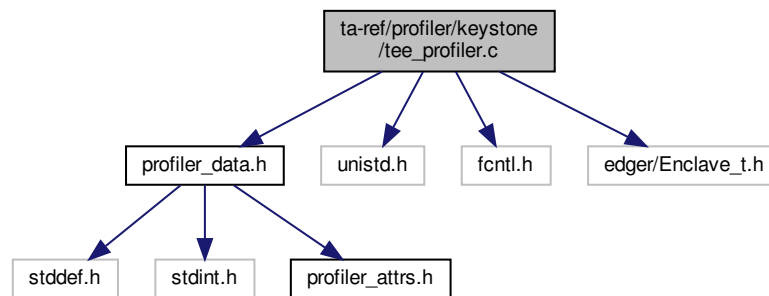 ta-ref/profiler/keystone
/tee_profiler.c
profiler_data.h
unistd.h
fcntl.h
edger/Enclave_t.h
stddef.h
stdint.h
profiler_attrs.h